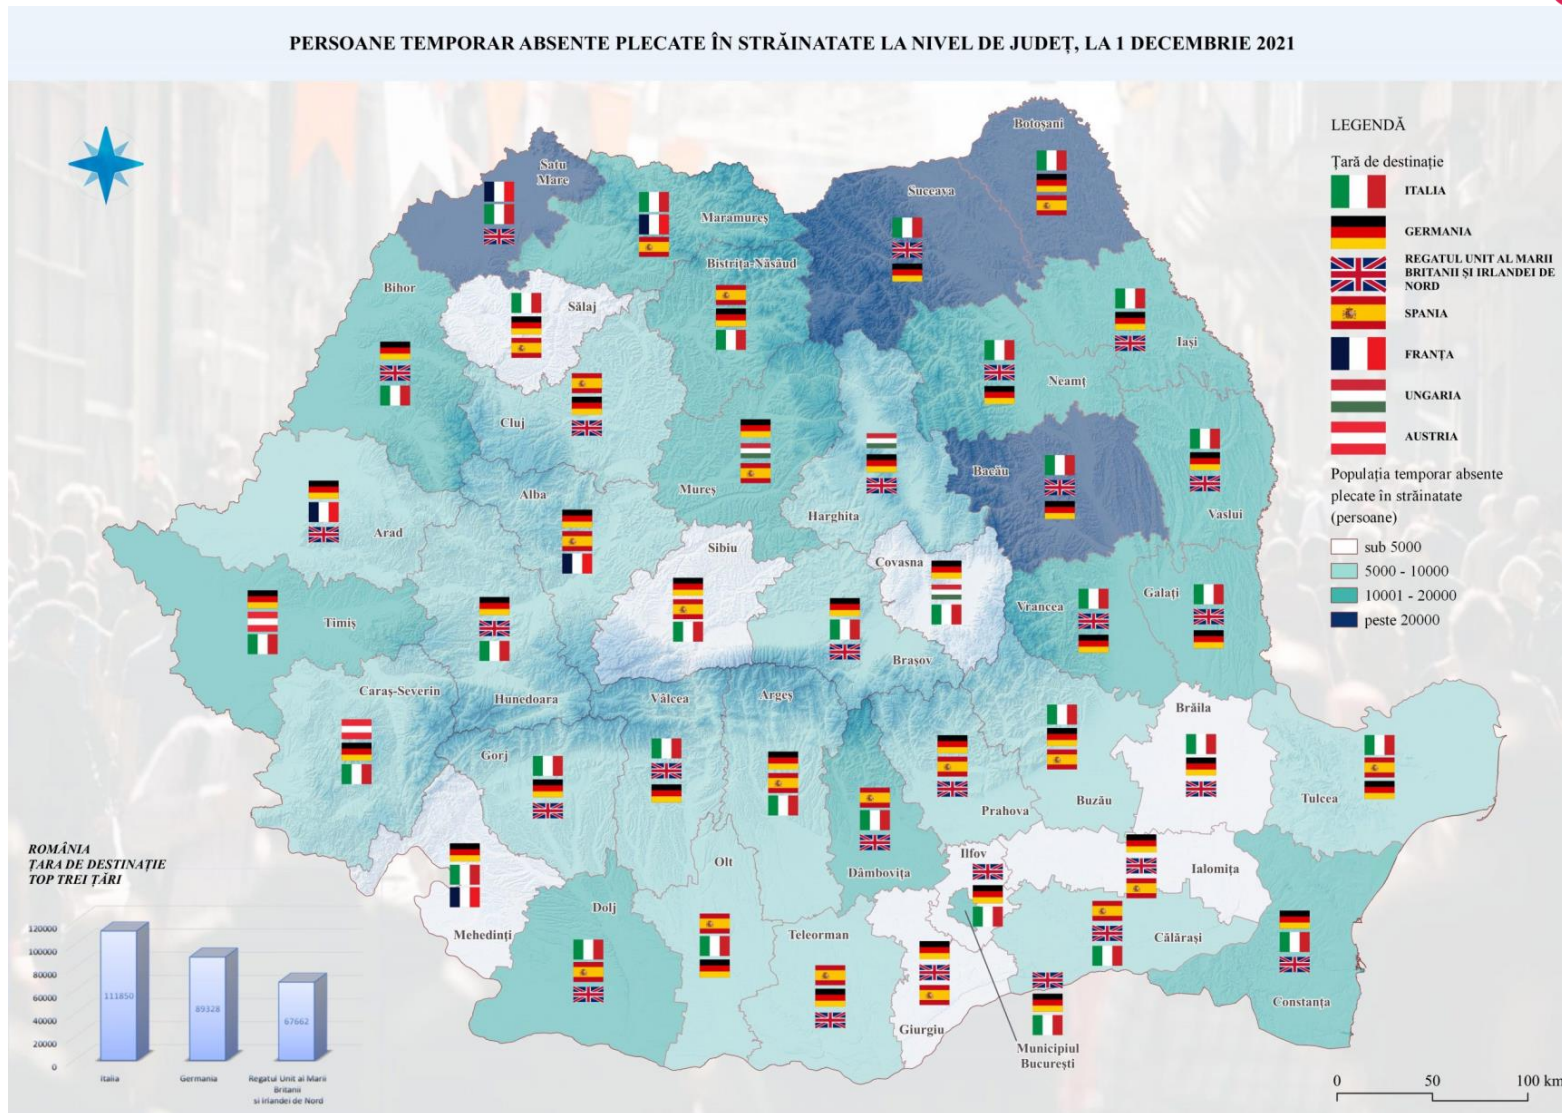 PERSOANE TEMPORAR ABSENTE PLECATE ÎN STRĂINATATE LA NIVEL DE JUDEȚ, LA 1 DECEMBRIE 2021
LEGENDĂ
Țară de destinație
ITALIA
GERMANIA
REGATUL UNIT AL MARII
BRITANII ȘI IRLANDEI DE
NORD
SPANIA
FRANȚA
UNGARIA
AUSTRIA
Populația temporar absente
plecate în străinatate
(persoane)
sub 5000
5000 - 10000
10001 - 20000
peste 20000
Botoșani
Satu
Mare
Suceava
Maramureș
Bistrița-Năsăud
Bihor
Sălaj
Iași
Neamț
Cluj
Bacău
Mureș
Alba
Harghita
Vaslui
Arad
Sibiu
Covasna
Timiș
Vrancea
Galați
Brașov
Caraș-Severin
Hunedoara
Vâlcea
Argeș
Brăila
Gorj
Prahova
Buzău
Tulcea
Olt
Dâmbovița
Ilfov
Ialomița
Mehedinți
Dolj
Teleorman
Călărași
Constanța
Giurgiu
Municipiul
București
ROMÂNIA
ȚARA DE DESTINAȚIE
TOP TREI ȚĂRI
120000
100000
80000
60000
40000
20000
0
111850
89328
67662
Italia
Germania
Regatul Unit al Marii
Britanii
si Irlandei de Nord
0 50 100 km